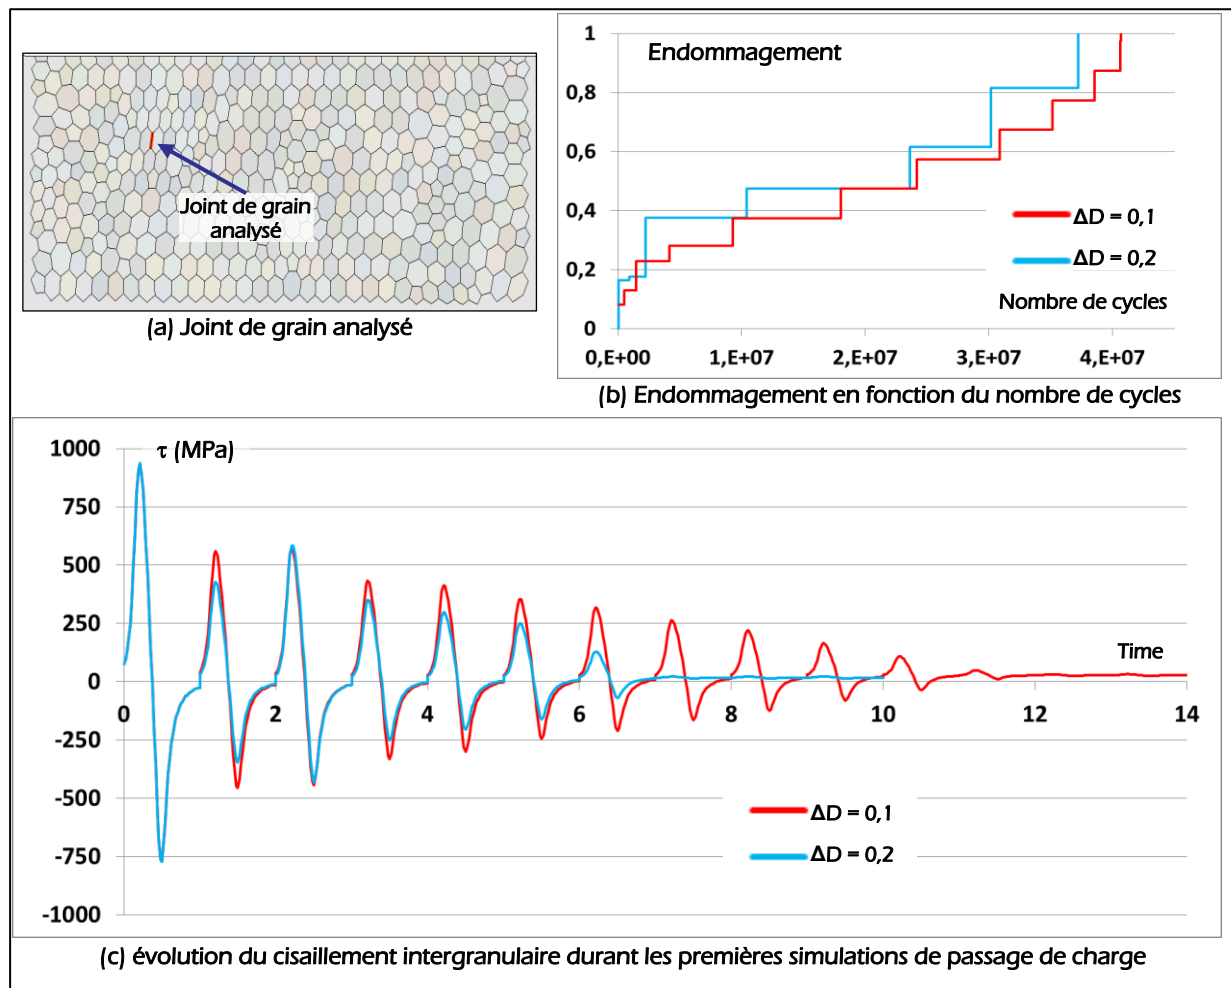 Joint de grain
analysé
(a) Joint de grain analysé
Endommagement
1
0,8
0,6
0,4
0,2
0
0,E+00 1,E+07 2,E+07 3,E+07 4,E+07
ΔD = 0,1
ΔD = 0,2
Nombre de cycles
(b) Endommagement en fonction du nombre de cycles
τ (MPa)
1000
750
500
250
0
-250
-500
-750
-1000
0 2 4 6 8 10 12 14
Time
ΔD = 0,1
ΔD = 0,2
(c) évolution du cisaillement intergranulaire durant les premières simulations de passage de charge